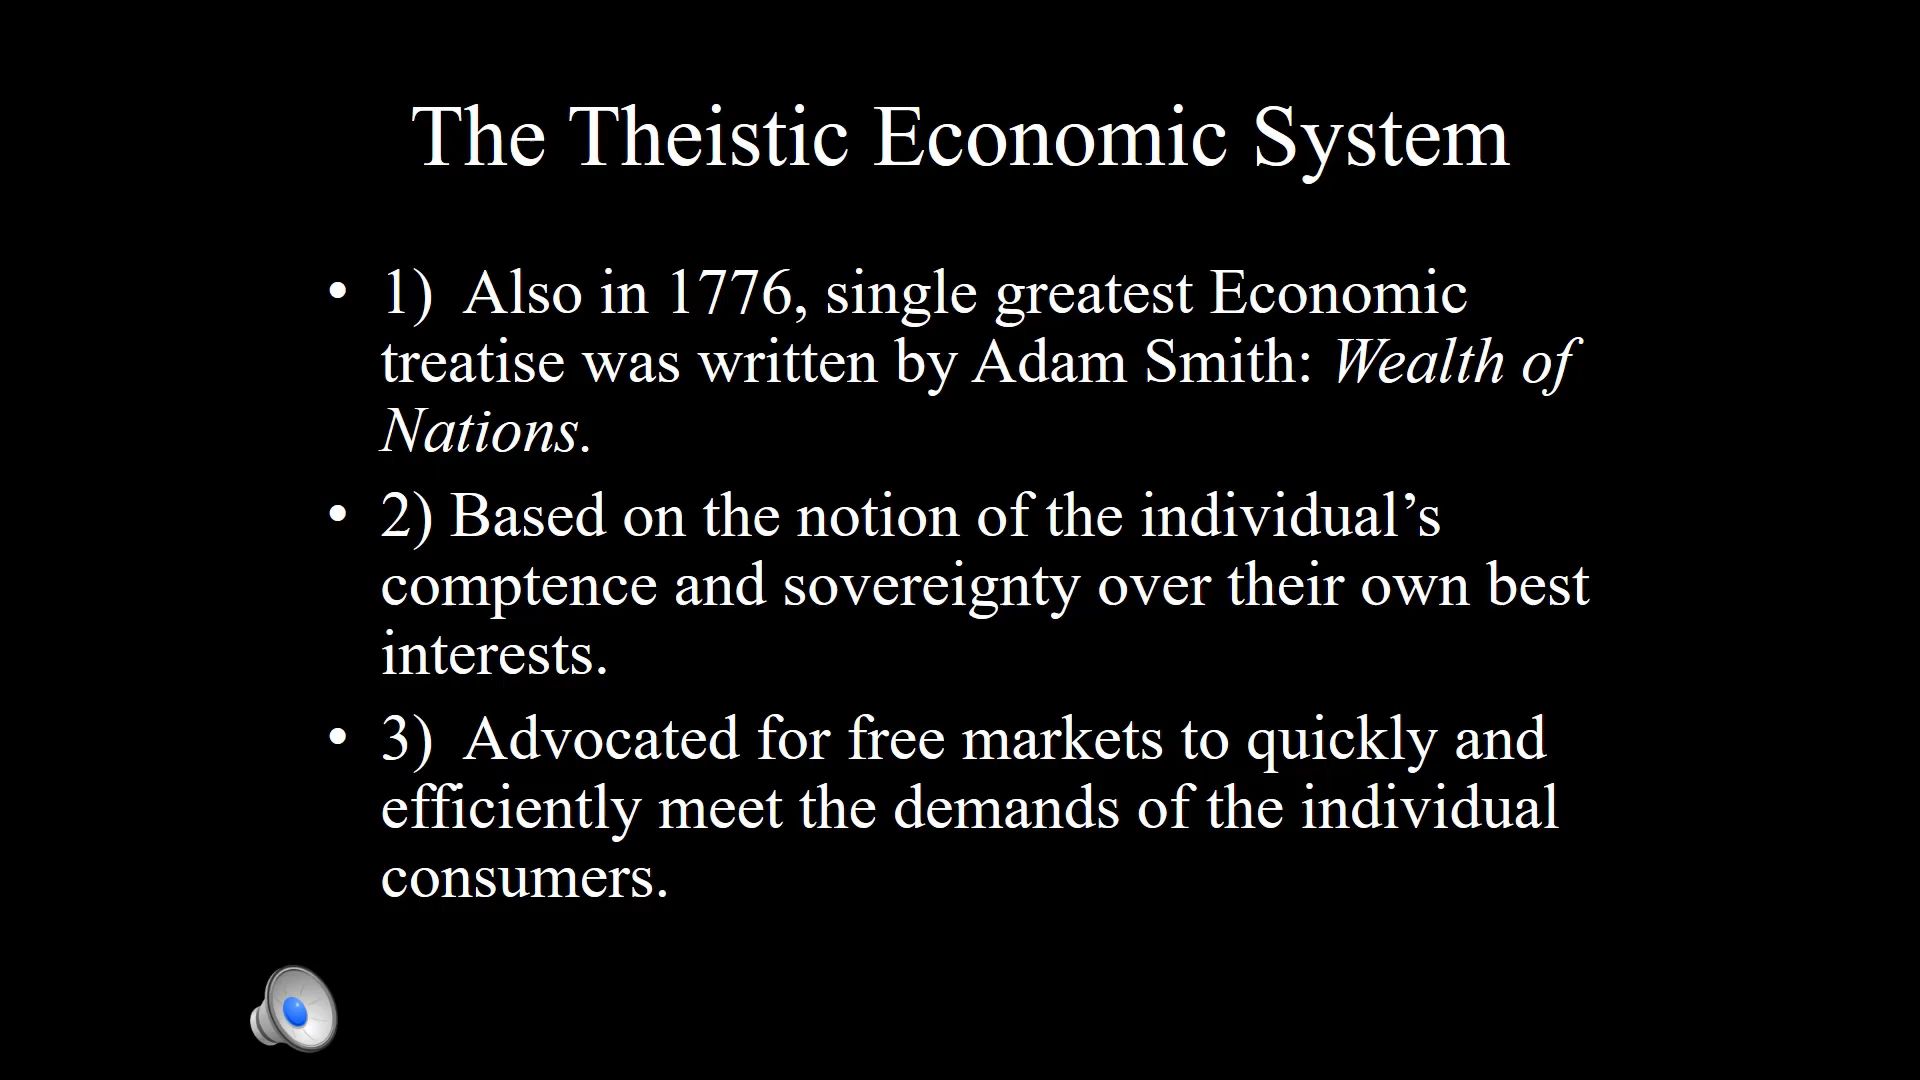 The Theistic Economic System
• 1)  Also in 1776, single greatest Economic
treatise was written by Adam Smith: Wealth of
Nations.
• 2) Based on the notion of the individual’s
comptence and sovereignty over their own best
interests.
• 3)  Advocated for free markets to quickly and
efficiently meet the demands of the individual
consumers.